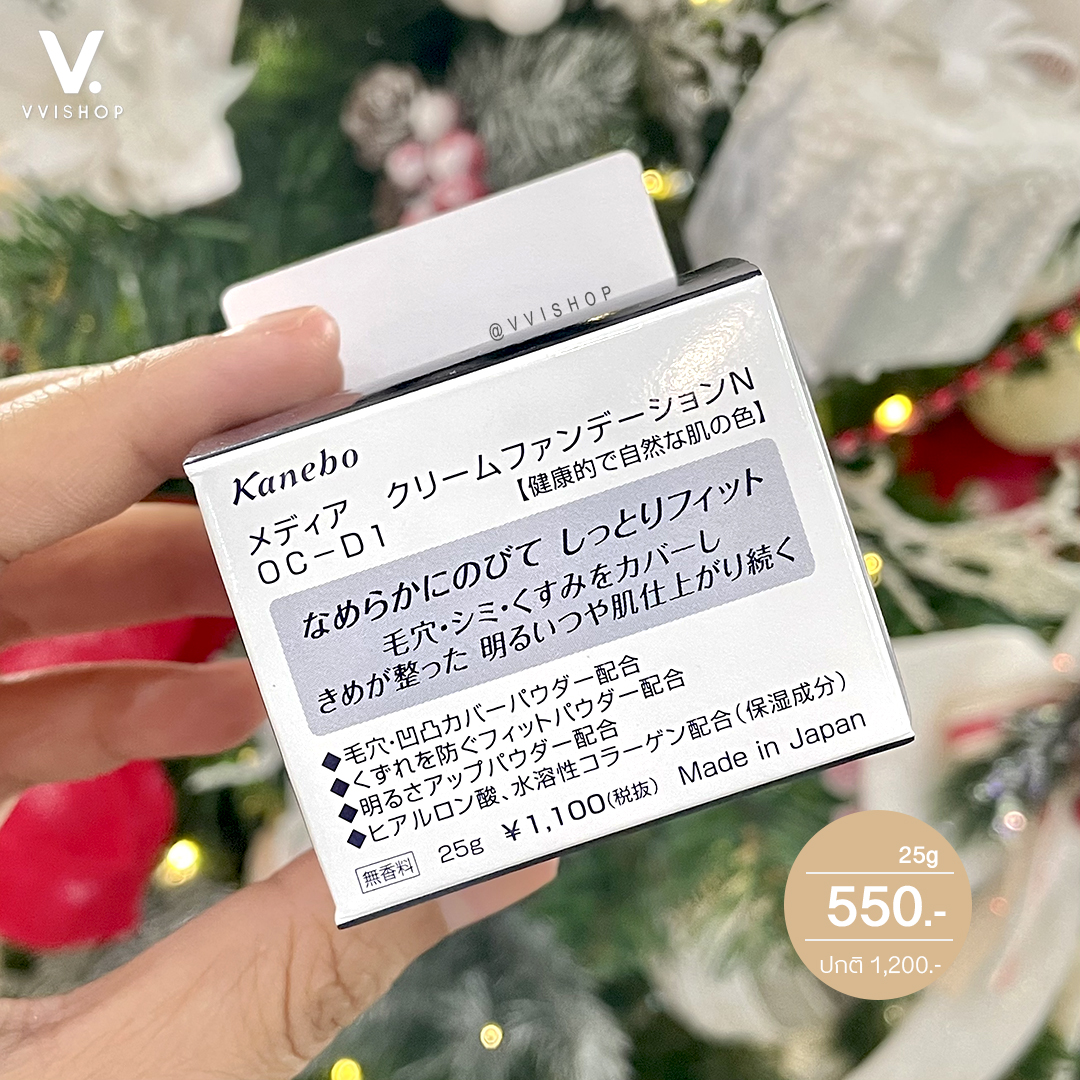 V.
VVISHOP
@VVISHOP
Kanebo
メディア　クリームファンデーションN
OC−D1 【健康的で自然な肌の色】
なめらかにのびて しっとりフィット
毛穴・シミ・くすみをカバーし
きめが整った 明るいつや肌仕上がり続く
◆毛穴・凹凸カバーパウダー配合
◆くずれを防ぐフィットパウダー配合
◆明るさアップパウダー配合
◆ヒアルロン酸、水溶性コラーゲン配合（保湿成分）
無香料 25g ¥1,100(税抜) Made in Japan
25g
550.-
ปกติ 1,200.-